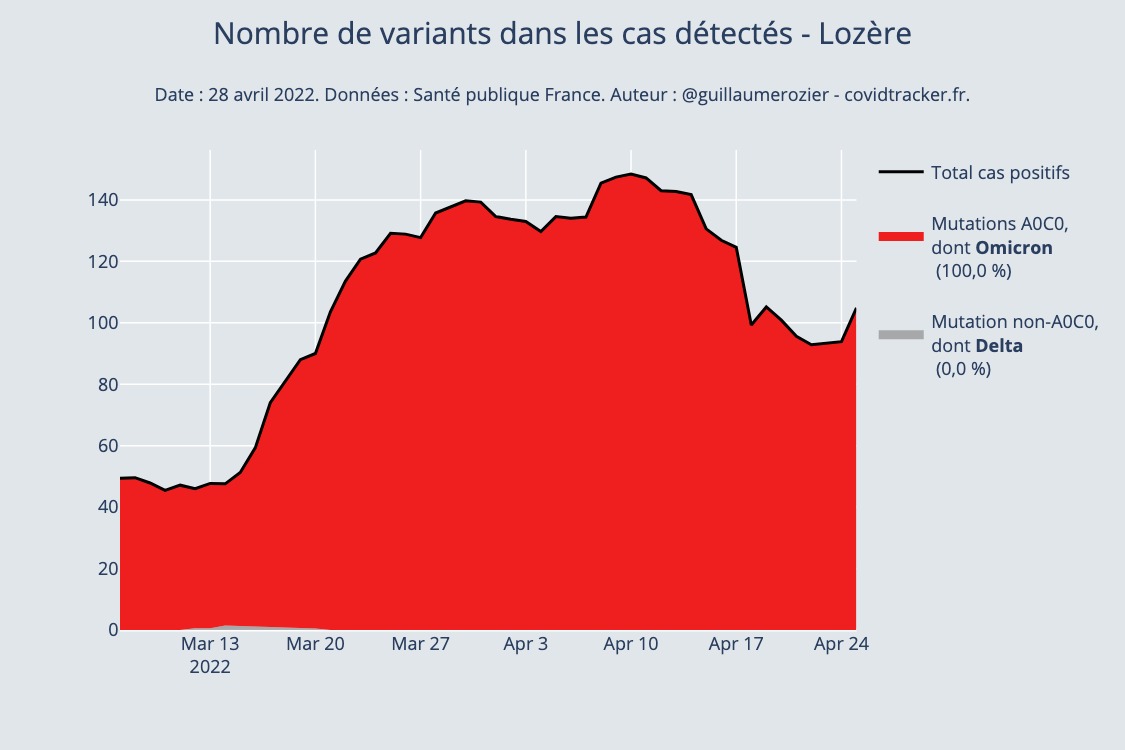 Nombre de variants dans les cas détectés - Lozère
Date : 28 avril 2022. Données : Santé publique France. Auteur : @guillaumerozier - covidtracker.fr.
Total cas positifs
Mutations A0C0,
dont Omicron
(100,0 %)
Mutation non-A0C0,
dont Delta
(0,0 %)
140
120
100
80
60
40
20
0
Mar 13
2022
Mar 20
Mar 27
Apr 3
Apr 10
Apr 17
Apr 24